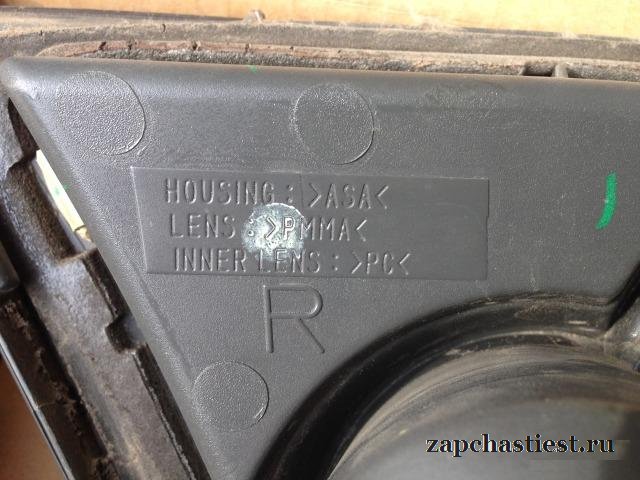 HOUSING : >ASA<
LENS : >PMMA<
INNER LENS : >PC<
R
zapchastiest.ru